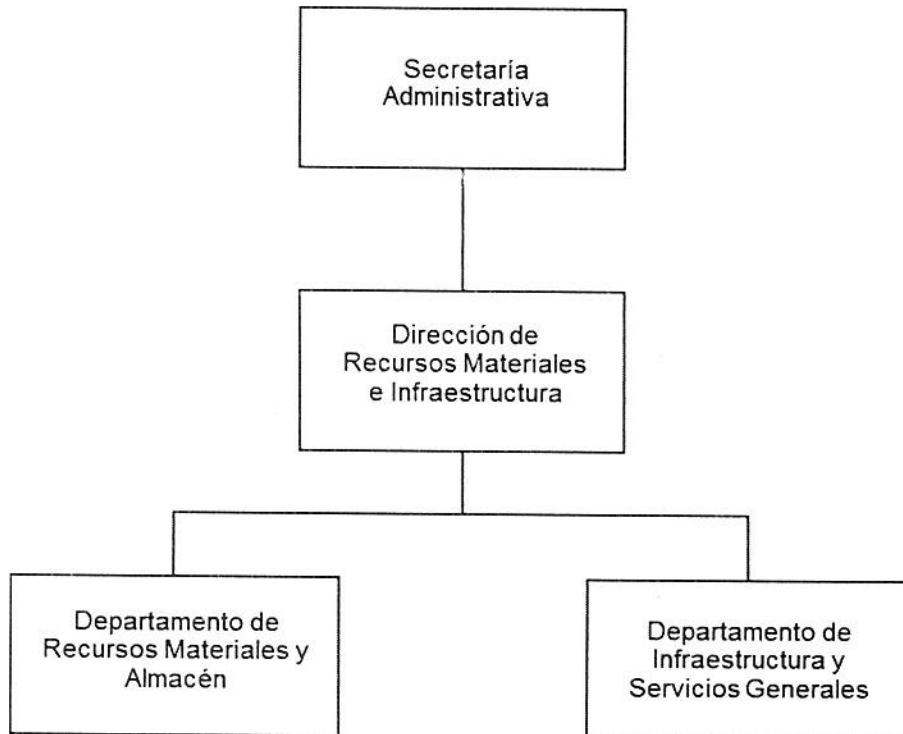 Secretaría
Administrativa
Dirección de
Recursos Materiales
e Infraestructura
Departamento de
Recursos Materiales y
Almacén
Departamento de
Infraestructura y
Servicios Generales